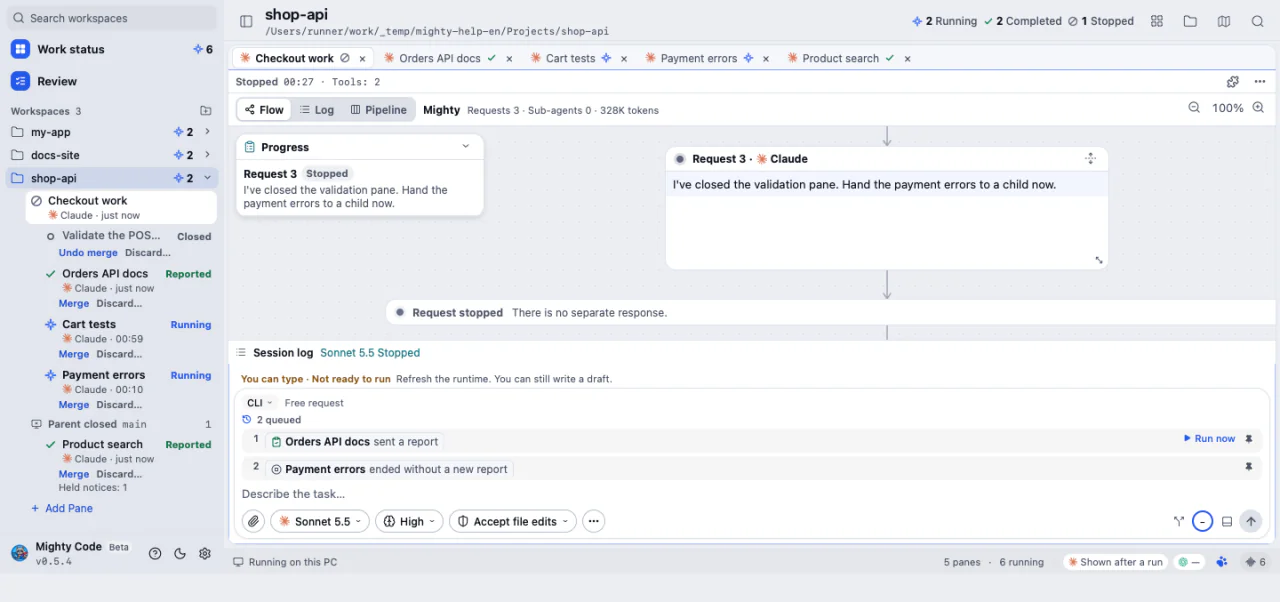 Search workspaces
Work status 6
Review
Workspaces 3
my-app 2
docs-site 2
shop-api 2
Checkout work
Claude · just now
Validate the POS... Closed
Undo merge Discard...
Orders API docs Reported
Claude · just now
Merge Discard...
Cart tests Running
Claude · 00:59
Merge Discard...
Payment errors Running
Claude · 00:10
Merge Discard...
Parent closed main 1
Product search Reported
Claude · just now
Merge Discard...
Held notices: 1
+ Add Pane
Mighty Code Beta
v0.5.4
shop-api
/Users/runner/work/_temp/mighty-help-en/Projects/shop-api
2 Running 2 Completed 1 Stopped
Checkout work Orders API docs Cart tests Payment errors Product search
Stopped 00:27 · Tools: 2
Flow Log Pipeline Mighty Requests 3 · Sub-agents 0 · 328K tokens
100%
Progress
Request 3 Stopped
I've closed the validation pane. Hand the
payment errors to a child now.
Request 3 · Claude
I've closed the validation pane. Hand the payment errors to a child now.
Request stopped There is no separate response.
Session log Sonnet 5.5 Stopped
You can type · Not ready to run Refresh the runtime. You can still write a draft.
CLI Free request
2 queued
1 Orders API docs sent a report Run now
2 Payment errors ended without a new report
Describe the task...
Sonnet 5.5 High Accept file edits
Running on this PC
5 panes · 6 running Shown after a run — 6